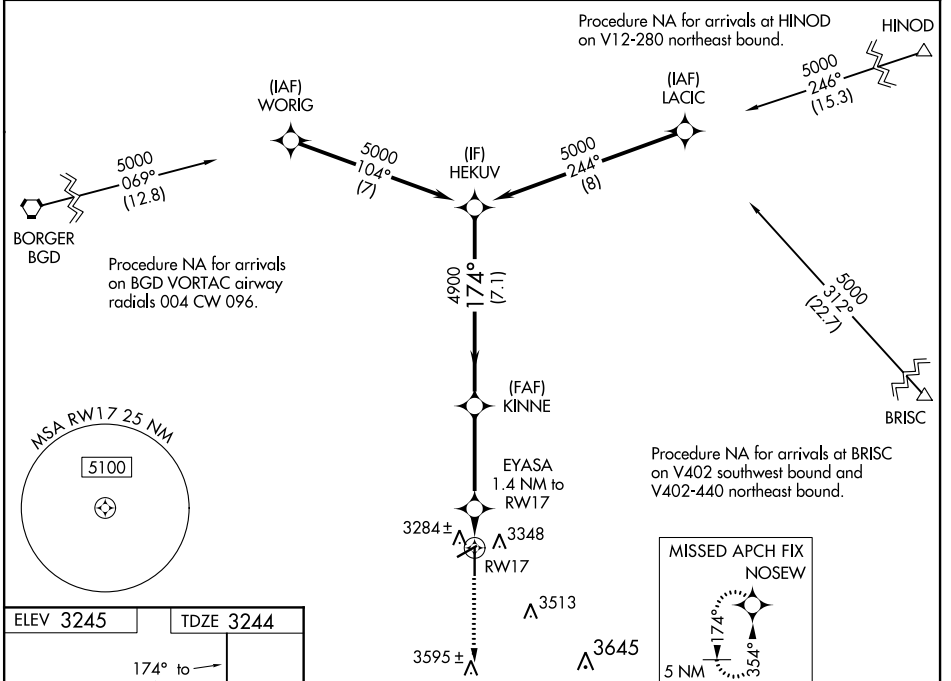 Procedure NA for arrivals at HINOD
on V12-280 northeast bound.
HINOD
5000
246°
(15.3)
(IAF)
WORIG
(IAF)
LACIC
5000
104°
(7)
(IF)
HEKUV
5000
244°
(8)
5000
069°
(12.8)
BORGER
BGD
Procedure NA for arrivals
on BGD VORTAC airway
radials 004 CW 096.
4900
174°
(7.1)
5000
312°
(22.7)
BRISC
(FAF)
KINNE
MSA RW17 25 NM
5100
EYASA
1.4 NM to
RW17
Procedure NA for arrivals at BRISC
on V402 southwest bound and
V402-440 northeast bound.
3284±
3348
RW17
MISSED APCH FIX
NOSEW
174°
354°
5 NM
3513
3645
3595±
ELEV 3245
TDZE 3244
174° to